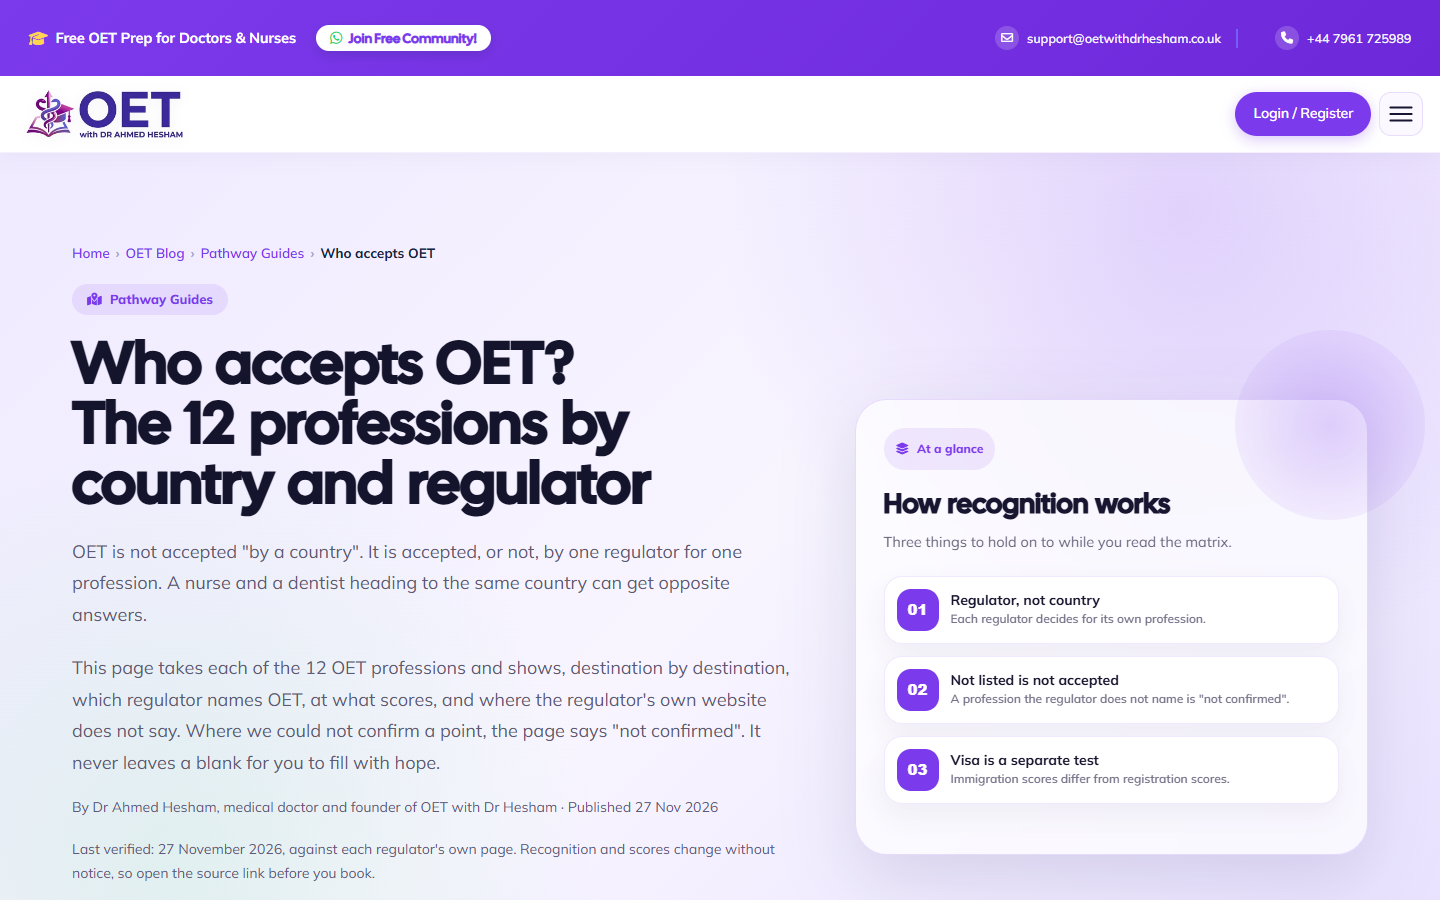 Free OET Prep for Doctors & Nurses
Join Free Community!
support@oetwithdrhesham.co.uk
+44 7961 725989
OET
with DR AHMED HESHAM
Login / Register
Home › OET Blog › Pathway Guides › Who accepts OET
Pathway Guides
Who accepts OET?
The 12 professions by
country and regulator
OET is not accepted "by a country". It is accepted, or not, by one regulator for one
profession. A nurse and a dentist heading to the same country can get opposite
answers.
This page takes each of the 12 OET professions and shows, destination by destination,
which regulator names OET, at what scores, and where the regulator's own website
does not say. Where we could not confirm a point, the page says "not confirmed". It
never leaves a blank for you to fill with hope.
By Dr Ahmed Hesham, medical doctor and founder of OET with Dr Hesham · Published 27 Nov 2026
Last verified: 27 November 2026, against each regulator's own page. Recognition and scores change without
notice, so open the source link before you book.
At a glance
How recognition works
Three things to hold on to while you read the matrix.
01
Regulator, not country
Each regulator decides for its own profession.
02
Not listed is not accepted
A profession the regulator does not name is "not confirmed".
03
Visa is a separate test
Immigration scores differ from registration scores.